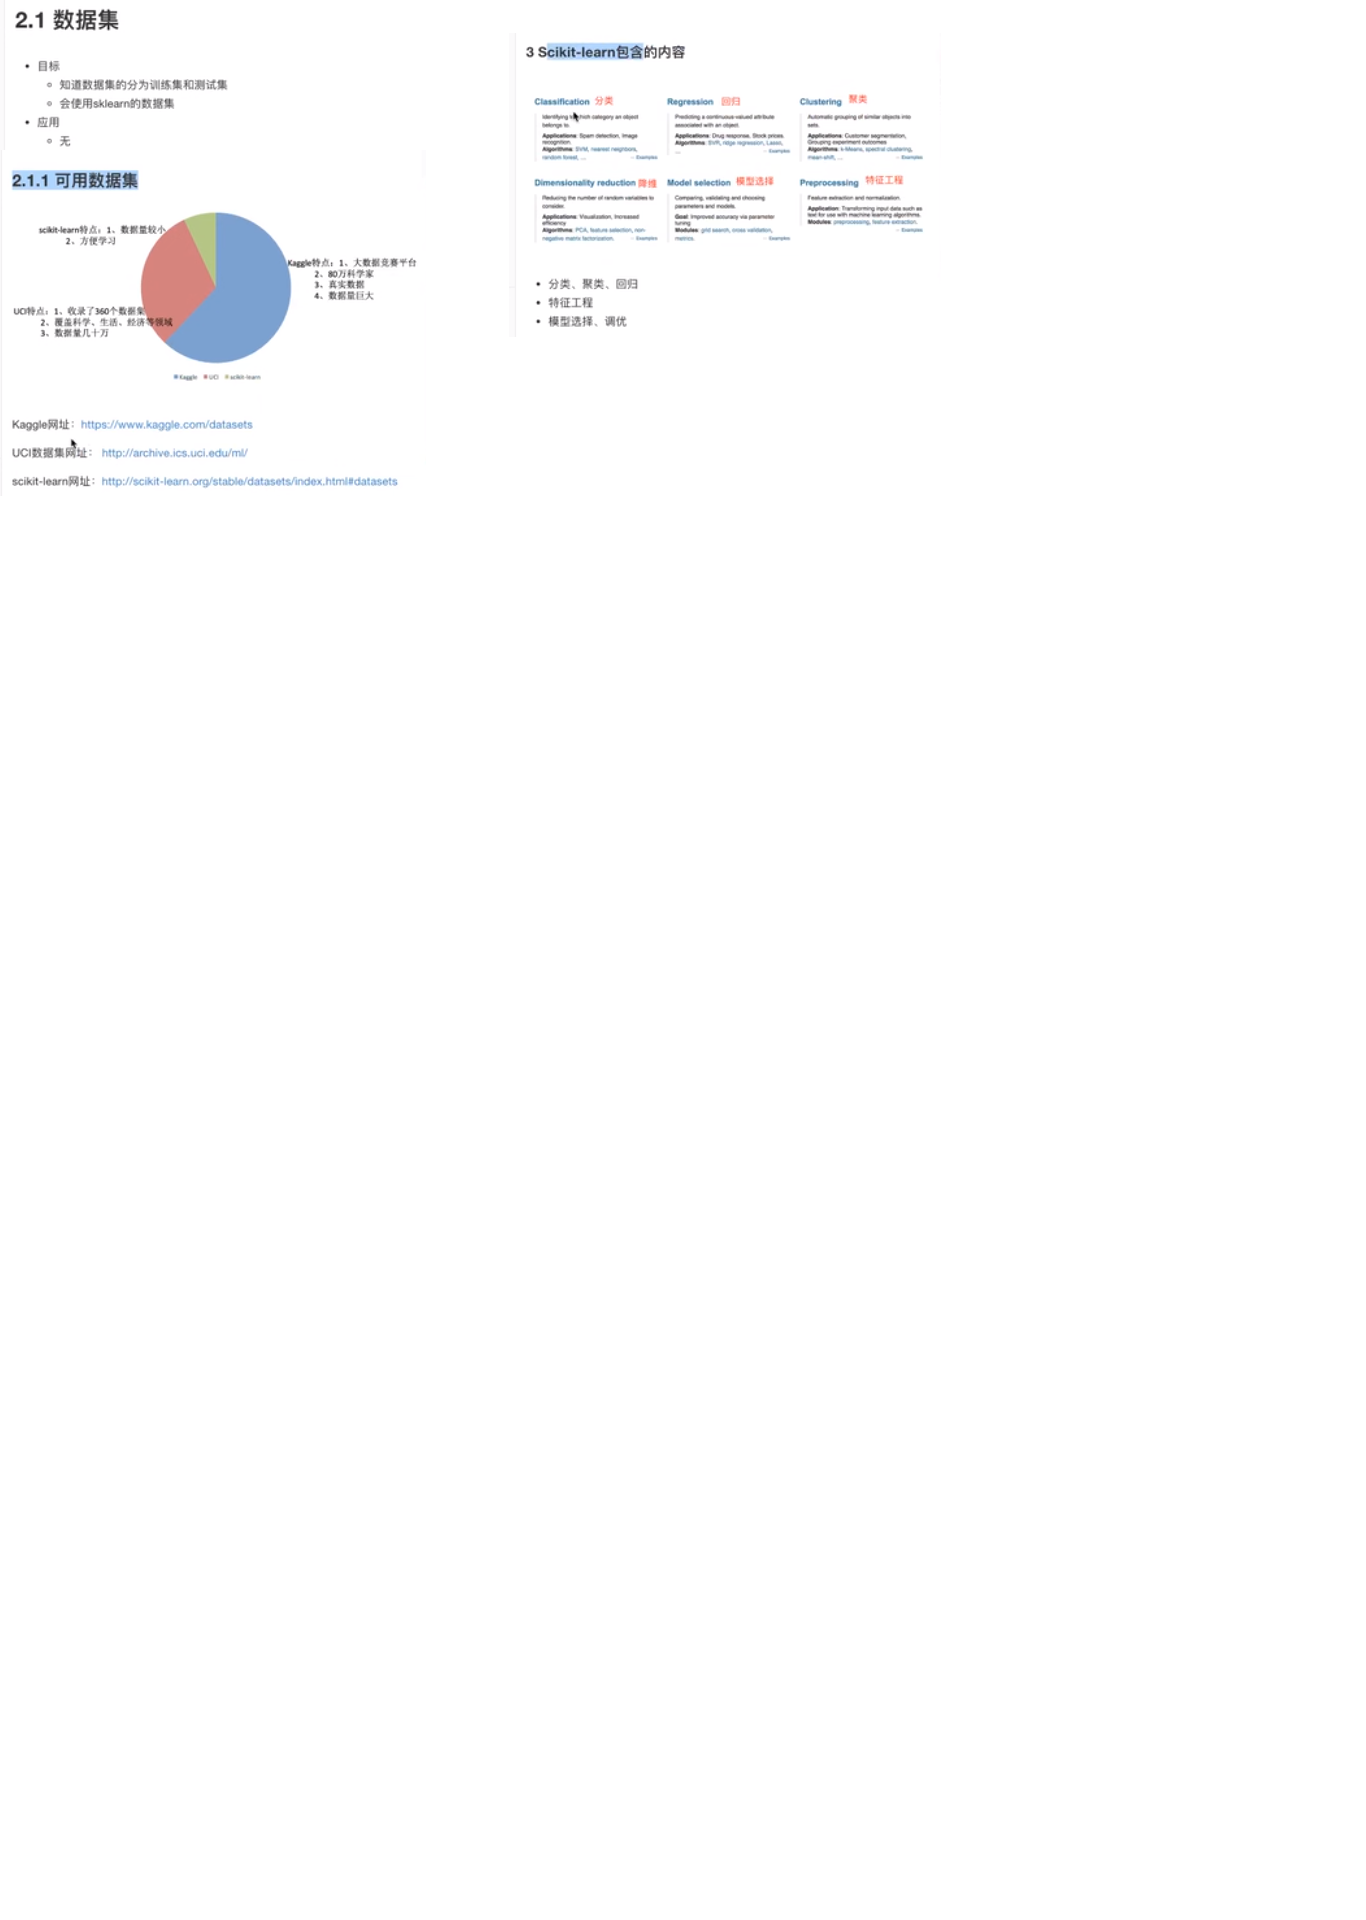 2.1 数据集
• 目标
◦ 知道数据集的分为训练集和测试集
◦ 会使用sklearn的数据集
• 应用
◦ 无
2.1.1 可用数据集
scikit-learn特点：1、数据量较小
2、方便学习
Kaggle特点：1、大数据竞赛平台
2、80万科学家
3、真实数据
4、数据量巨大
UCI特点：1、收录了360个数据集
2、覆盖科学、生活、经济等领域
3、数据量几十万
Kaggle UCI scikit-learn
Kaggle网址：https://www.kaggle.com/datasets
UCI数据集网址： http://archive.ics.uci.edu/ml/
scikit-learn网址：http://scikit-learn.org/stable/datasets/index.html#datasets
3 Scikit-learn包含的内容
Classification 分类
Identifying to which category an object
belongs to.
Applications: Spam detection, Image
recognition.
Algorithms: SVM, nearest neighbors,
random forest, ... – Examples
Regression 回归
Predicting a continuous-valued attribute
associated with an object.
Applications: Drug response, Stock prices.
Algorithms: SVR, ridge regression, Lasso,
... – Examples
Clustering 聚类
Automatic grouping of similar objects into
sets.
Applications: Customer segmentation,
Grouping experiment outcomes
Algorithms: k-Means, spectral clustering,
mean-shift, ... – Examples
Dimensionality reduction 降维
Reducing the number of random variables to
consider.
Applications: Visualization, Increased
efficiency
Algorithms: PCA, feature selection, non-
negative matrix factorization. – Examples
Model selection 模型选择
Comparing, validating and choosing
parameters and models.
Goal: Improved accuracy via parameter
tuning
Modules: grid search, cross validation,
metrics. – Examples
Preprocessing 特征工程
Feature extraction and normalization.
Application: Transforming input data such as
text for use with machine learning algorithms.
Modules: preprocessing, feature extraction.
– Examples
• 分类、聚类、回归
• 特征工程
• 模型选择、调优